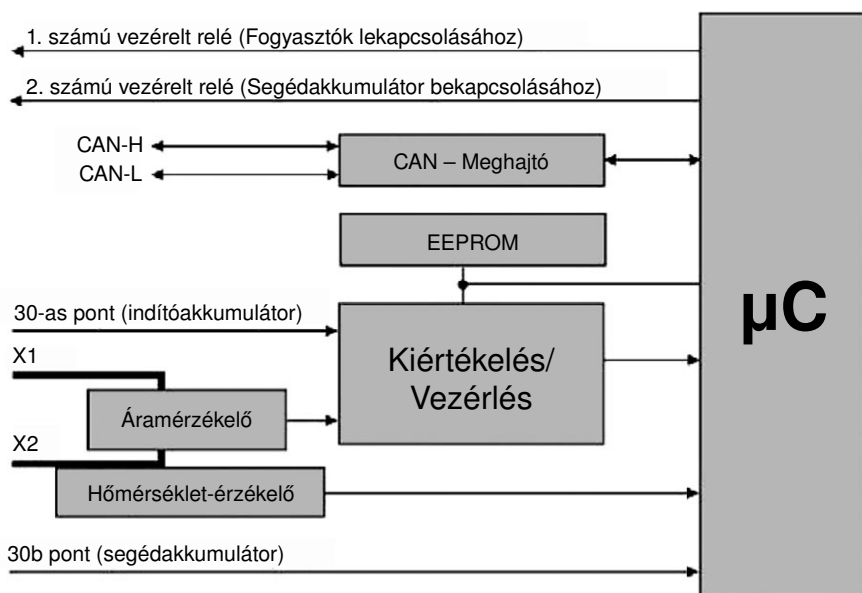 1. számú vezérelt relé (Fogyasztók lekapcsolásához)
2. számú vezérelt relé (Segédakkumulátor bekapcsolásához)
CAN-H
CAN-L
CAN – Meghajtó
EEPROM
µC
30-as pont (indítóakkumulátor)
Kiértékelés/
Vezérlés
X1
Áramérzékelő
X2
Hőmérséklet-érzékelő
30b pont (segédakkumulátor)